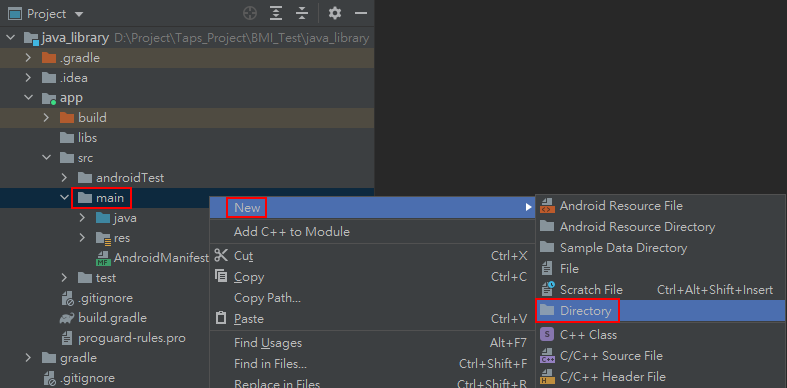 Project
java_library D:\Project\Taps_Project\BMI_Test\java_library
.gradle
.idea
app
build
libs
src
androidTest
main
java
res
AndroidManifest
test
.gitignore
build.gradle
proguard-rules.pro
gradle
.gitignore
New
Add C++ to Module
Cut Ctrl+X
Copy Ctrl+C
Copy Path...
Paste Ctrl+V
Find Usages Alt+F7
Find in Files... Ctrl+Shift+F
Replace in Files Ctrl+Shift+R
Android Resource File
Android Resource Directory
Sample Data Directory
File
Scratch File Ctrl+Alt+Shift+Insert
Directory
C++ Class
C/C++ Source File
C/C++ Header File